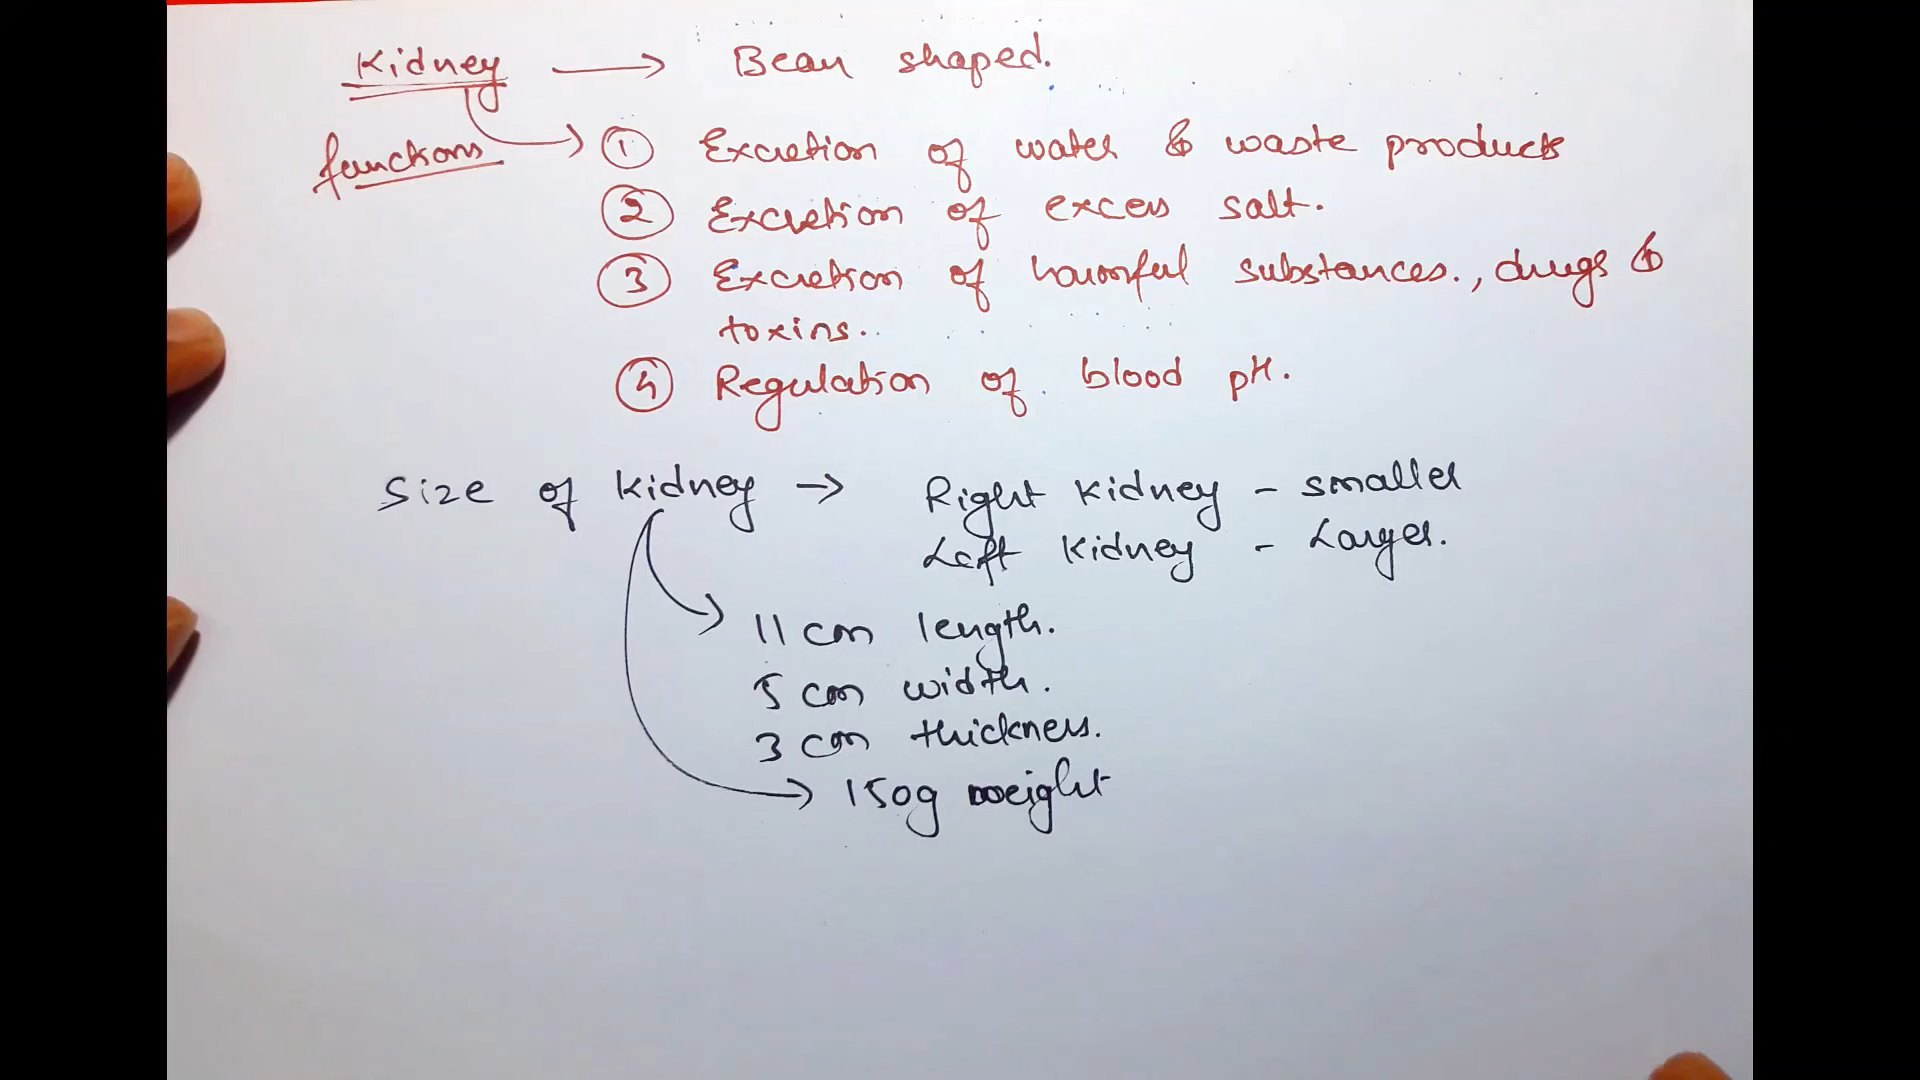 Kidney → Bean shaped.
functions → ① Excretion of water & waste products
② Excretion of excess salt.
③ Excretion of harmful substances., drugs &
toxins..
④ Regulation of blood pH.
Size of kidney → Right kidney - smaller
Left kidney - Larger.
→ 11 cm length.
5 cm width.
3 cm thickness.
→ 150g weight